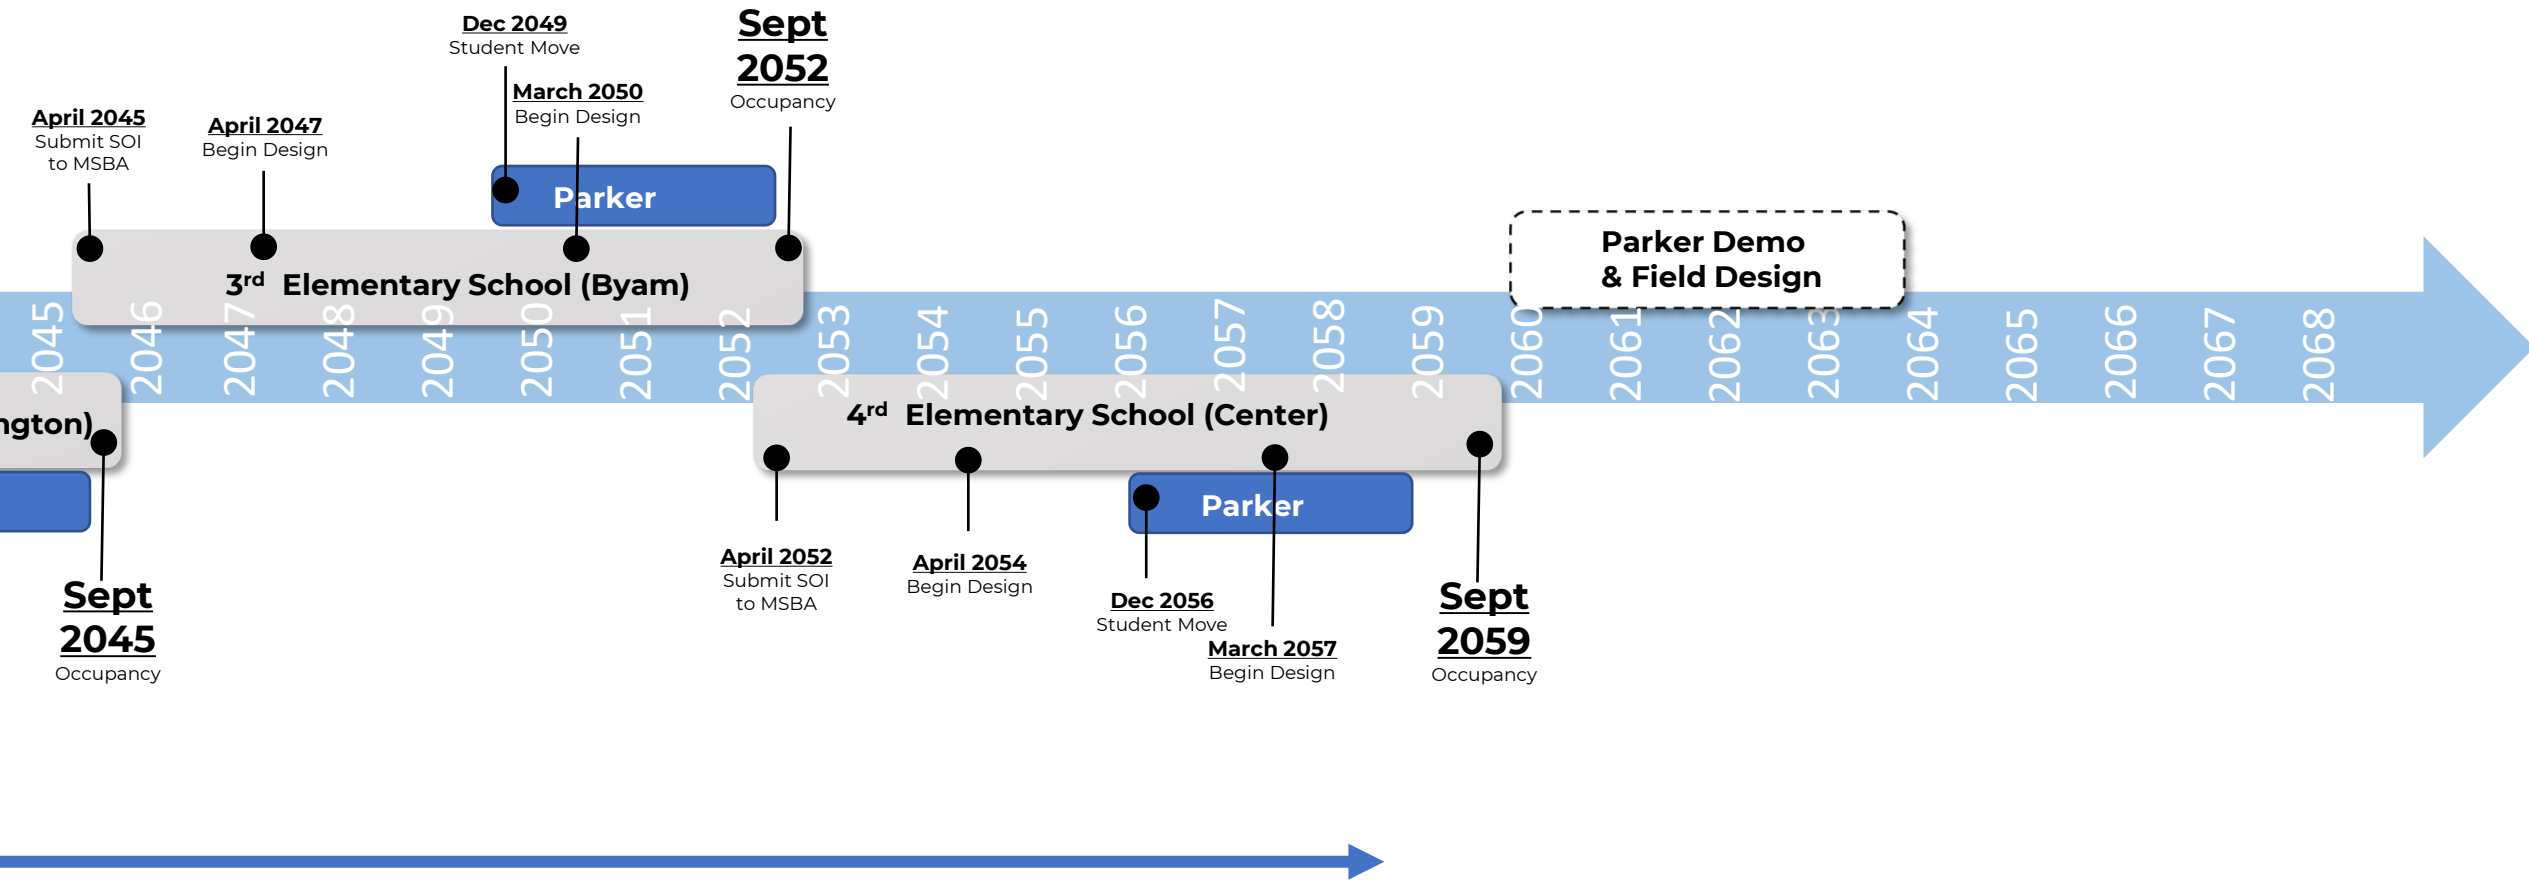 Dec 2049
Student Move
Sept
2052
Occupancy
March 2050
Begin Design
April 2045
Submit SOI
to MSBA
April 2047
Begin Design
Parker
3rd Elementary School (Byam)
Parker Demo
& Field Design
2045
2046
2047
2048
2049
2050
2051
2052
2053
2054
2055
2056
2057
2058
2059
2060
2061
2062
2063
2064
2065
2066
2067
2068
ngton)
4rd Elementary School (Center)
Parker
Sept
2045
Occupancy
April 2052
Submit SOI
to MSBA
April 2054
Begin Design
Dec 2056
Student Move
March 2057
Begin Design
Sept
2059
Occupancy